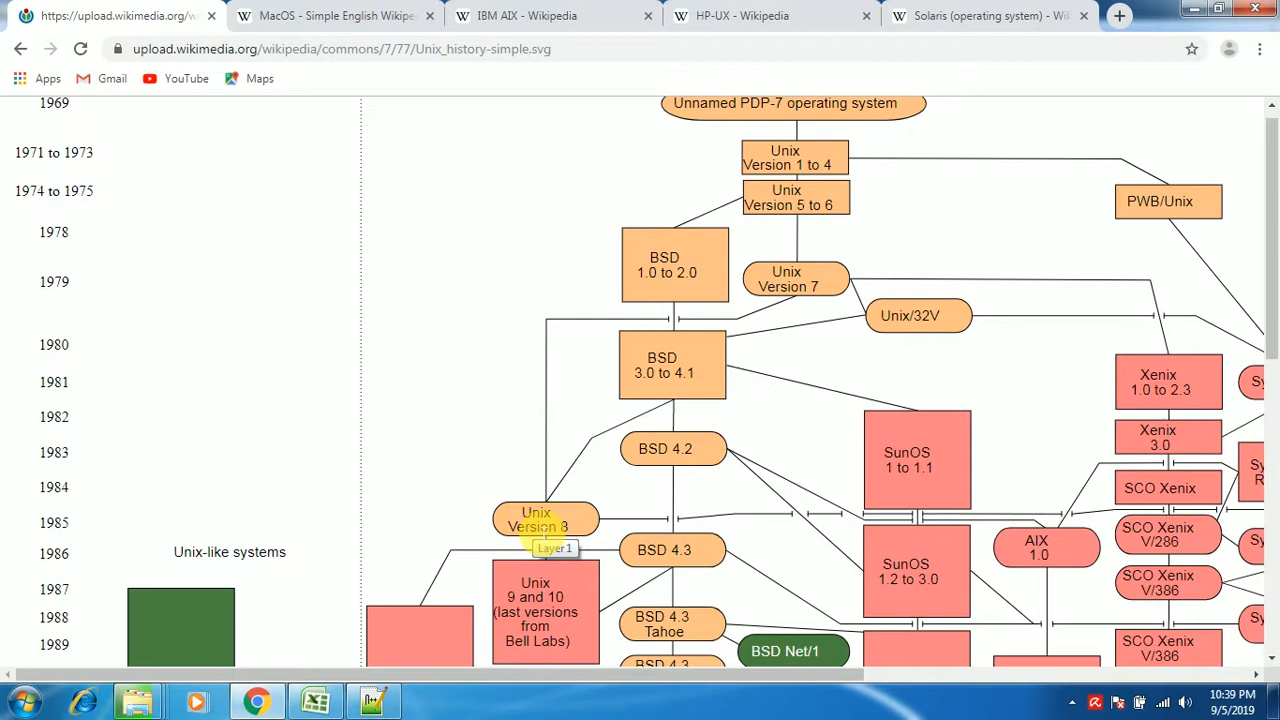 https://upload.wikimedia.org/w
MacOS - Simple English Wikipe
IBM AIX - Wikipedia
HP-UX - Wikipedia
Solaris (operating system) - Wik
upload.wikimedia.org/wikipedia/commons/7/77/Unix_history-simple.svg
Apps
Gmail
YouTube
Maps
1969
Unnamed PDP-7 operating system
1971 to 1973
Unix
Version 1 to 4
1974 to 1975
Unix
Version 5 to 6
PWB/Unix
1978
BSD
1.0 to 2.0
1979
Unix
Version 7
Unix/32V
1980
BSD
3.0 to 4.1
1981
Xenix
1.0 to 2.3
Sy
1982
1983
BSD 4.2
SunOS
1 to 1.1
Xenix
3.0
Sy
R
1984
SCO Xenix
1985
Unix
Version 8
SCO Xenix
V/286
Sy
1986
Unix-like systems
Layer 1
BSD 4.3
AIX
1.0
SunOS
1.2 to 3.0
1987
Unix
9 and 10
(last versions
from
Bell Labs)
SCO Xenix
V/386
1988
BSD 4.3
Tahoe
Sy
1989
BSD Net/1
SCO Xenix
V/386
BSD 4.3
10:39 PM
9/5/2019